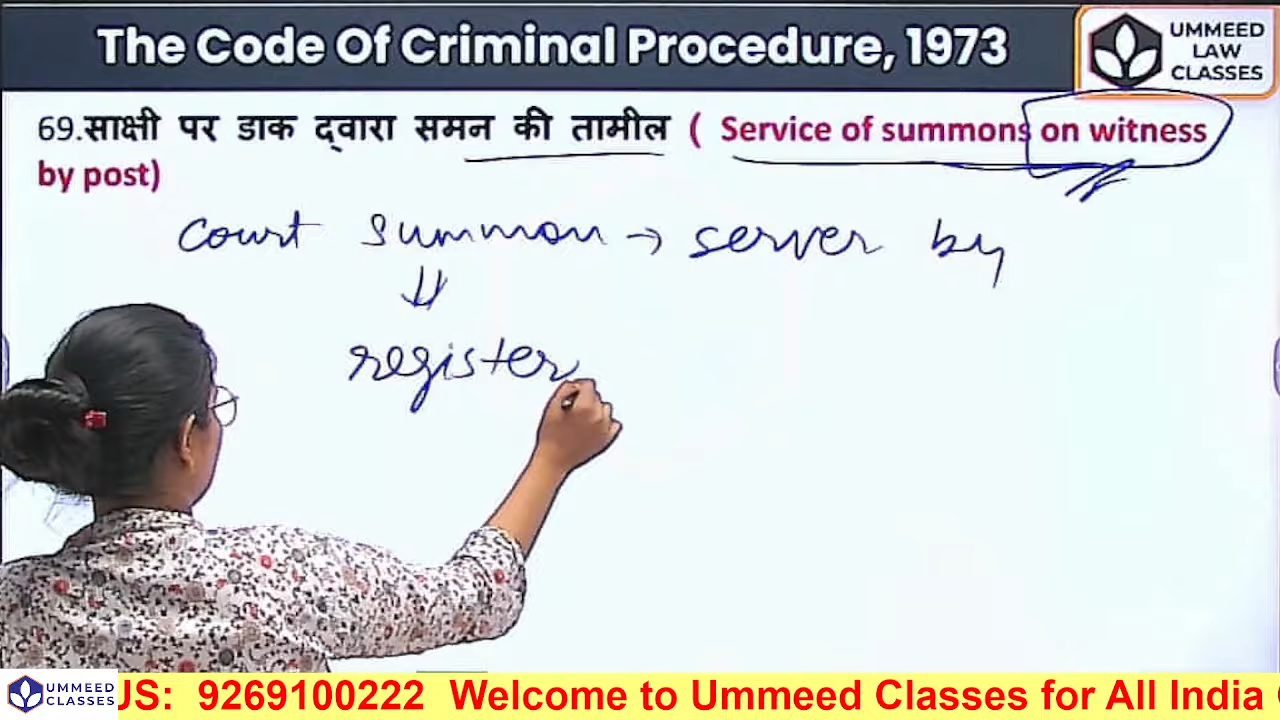 The Code Of Criminal Procedure, 1973
UMMEED
LAW
CLASSES
69.साक्षी पर डाक द्वारा समन की तामील ( Service of summons on witness
by post)
court summon → server by
register
UMMEED
CLASSES
US: 9269100222 Welcome to Ummeed Classes for All India